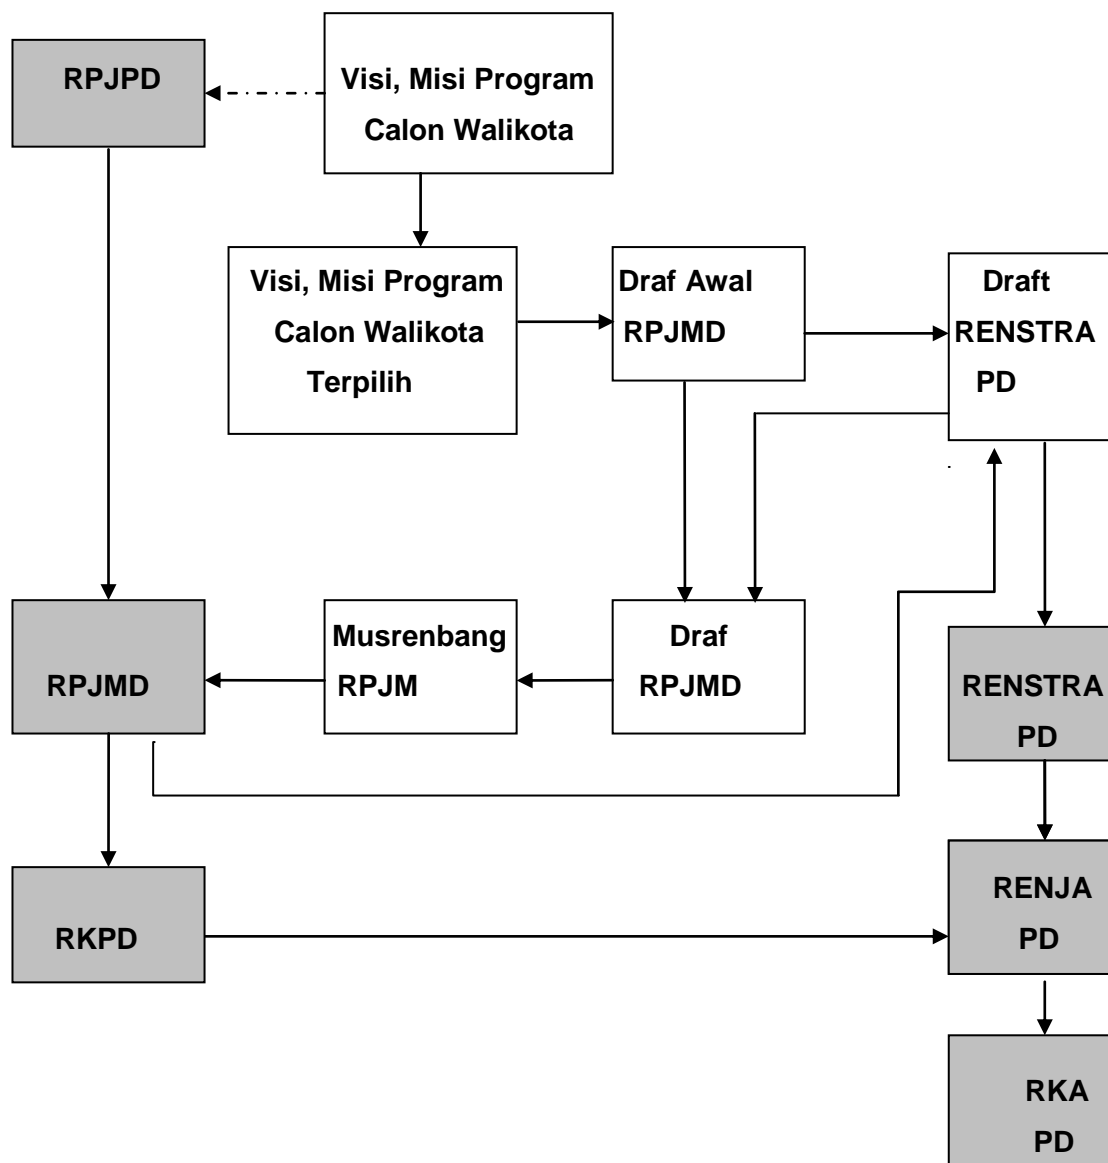 RPJPD
Visi, Misi Program
Calon Walikota
Visi, Misi Program
Calon Walikota
Terpilih
Draf Awal
RPJMD
Draft
RENSTRA
PD
RPJMD
Musrenbang
RPJM
Draf
RPJMD
RENSTRA
PD
RKPD
RENJA
PD
RKA
PD